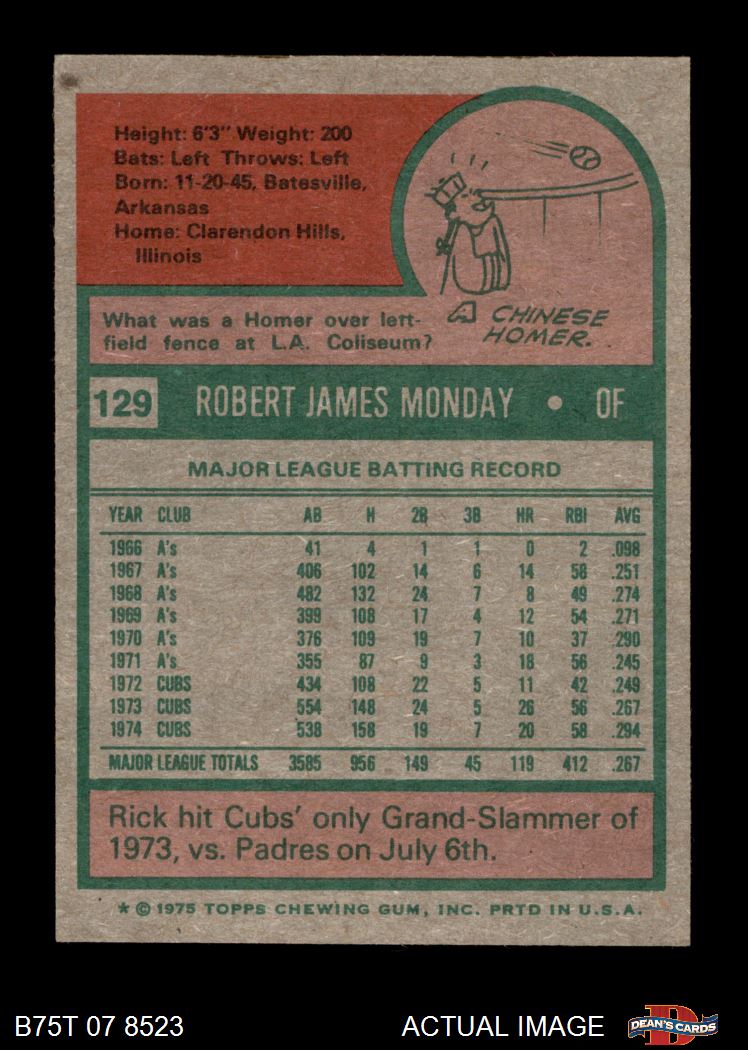 Height: 6'3" Weight: 200
Bats: Left Throws: Left
Born: 11-20-45, Batesville,
Arkansas
Home: Clarendon Hills,
Illinois
What was a Homer over left-
field fence at L.A. Coliseum?
A CHINESE
HOMER.
129 ROBERT JAMES MONDAY • OF
MAJOR LEAGUE BATTING RECORD
YEAR CLUB AB H 2B 3B HR RBI AVG
1966 A's 41 4 1 1 0 2 .098
1967 A's 406 102 14 6 14 58 .251
1968 A's 482 132 24 7 8 49 .274
1969 A's 399 108 17 4 12 54 .271
1970 A's 376 109 19 7 10 37 .290
1971 A's 355 87 9 3 18 56 .245
1972 CUBS 434 108 22 5 11 42 .249
1973 CUBS 554 148 24 5 26 56 .267
1974 CUBS 538 158 19 7 20 58 .294
MAJOR LEAGUE TOTALS 3585 956 149 45 119 412 .267
Rick hit Cubs' only Grand-Slammer of
1973, vs. Padres on July 6th.
* © 1975 TOPPS CHEWING GUM, INC. PRTD IN U.S.A.
B75T 07 8523 ACTUAL IMAGE D DEAN'S CARDS